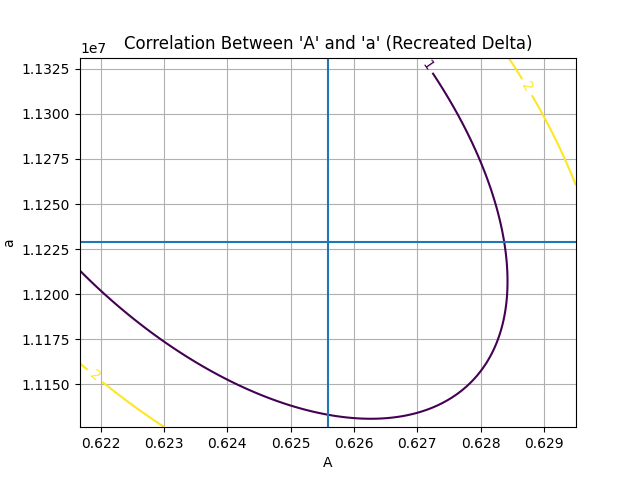 Correlation Between 'A' and 'a' (Recreated Delta)
1e7
1.1325
1.1300
1.1275
1.1250
1.1225
1.1200
1.1175
1.1150
a
1
2
2
0.622 0.623 0.624 0.625 0.626 0.627 0.628 0.629
A